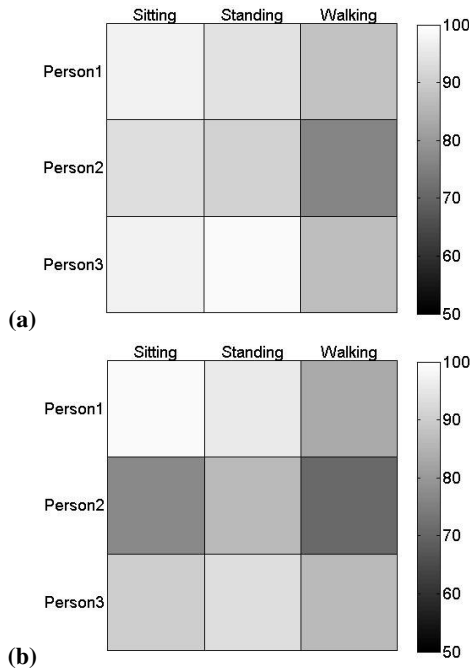 Sitting Standing Walking
100
Person1
90
80
Person2
70
60
Person3
50
(a)
Sitting Standing Walking
100
Person1
90
80
Person2
70
60
Person3
50
(b)